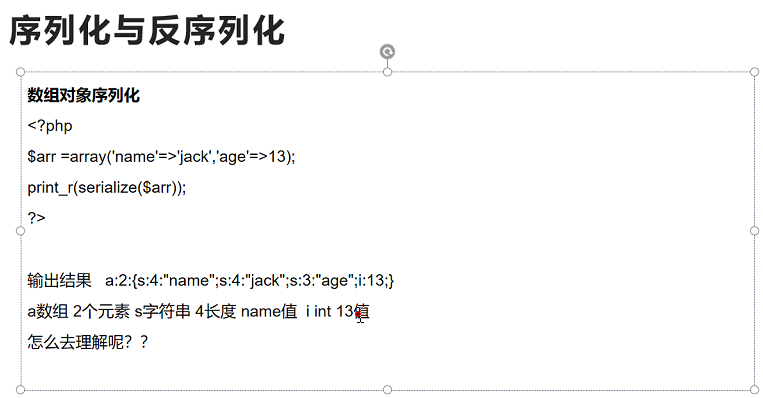 序列化与反序列化
数组对象序列化
<?php
$arr =array('name'=>'jack','age'=>13);
print_r(serialize($arr));
?>
输出结果   a:2:{s:4:"name";s:4:"jack";s:3:"age";i:13;}
a数组 2个元素 s字符串 4长度 name值  i int 13值
怎么去理解呢？？